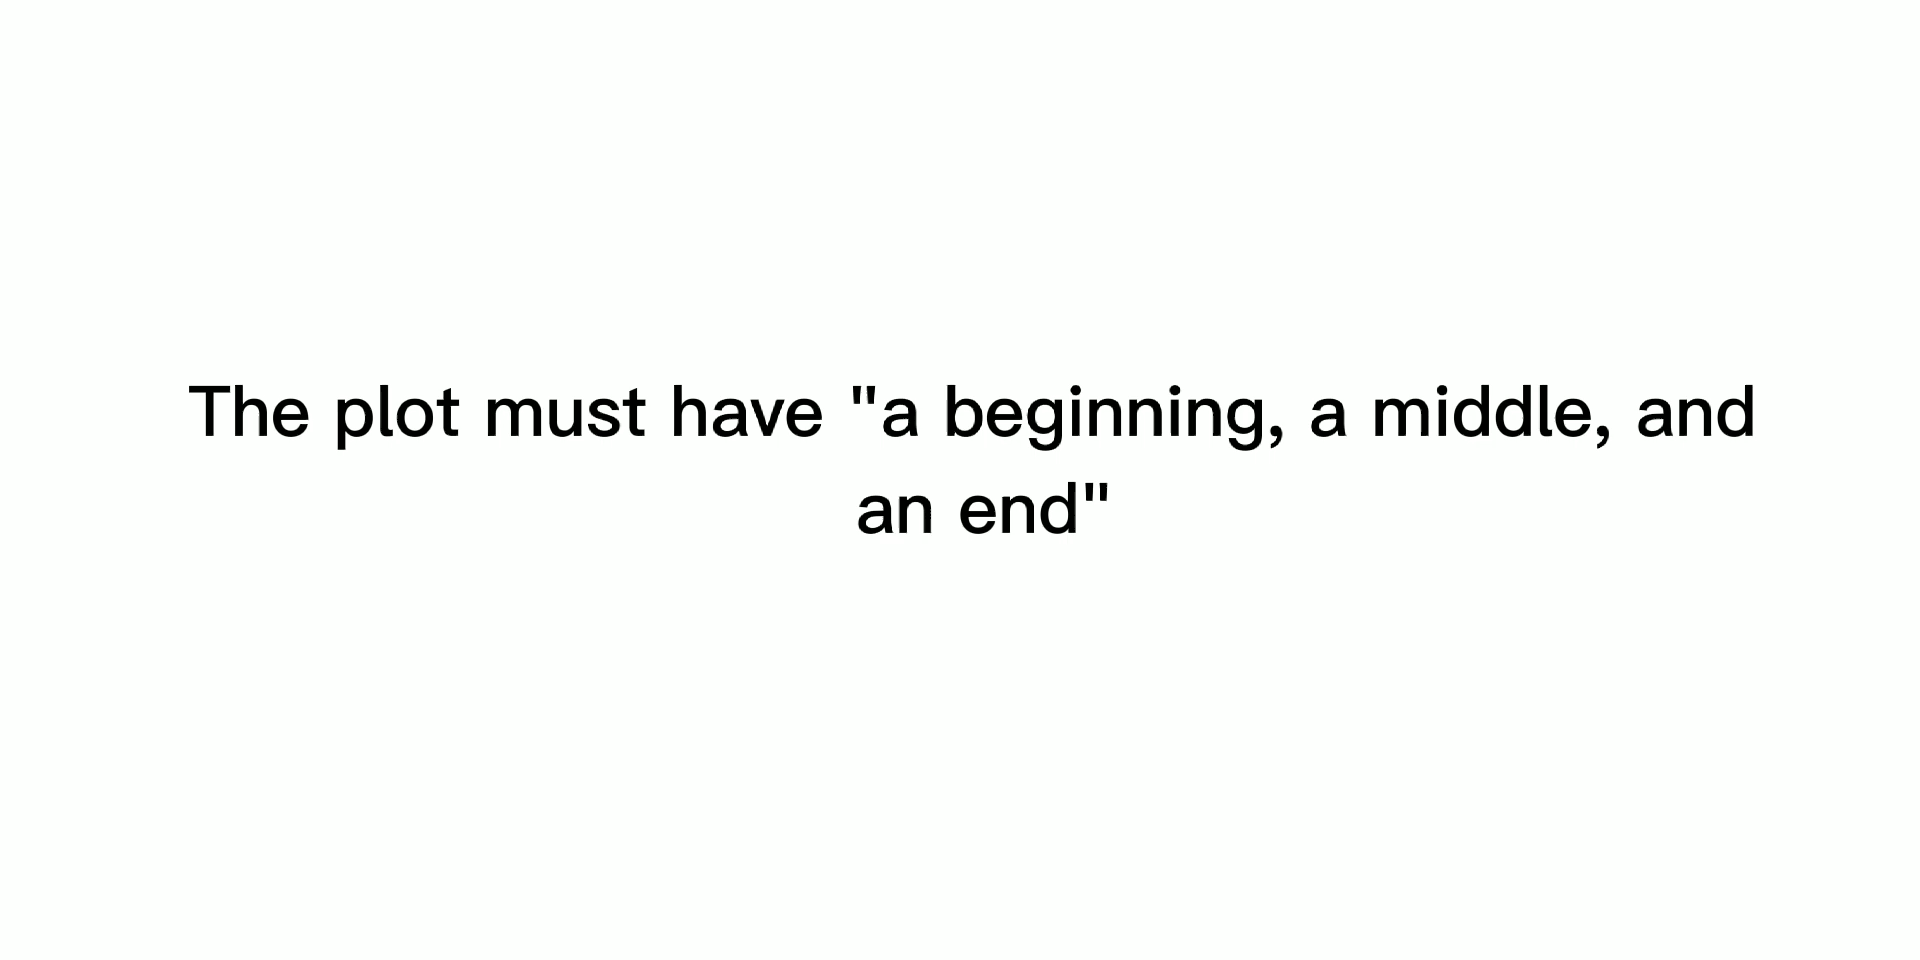 The plot must have "a beginning, a middle, and
an end"